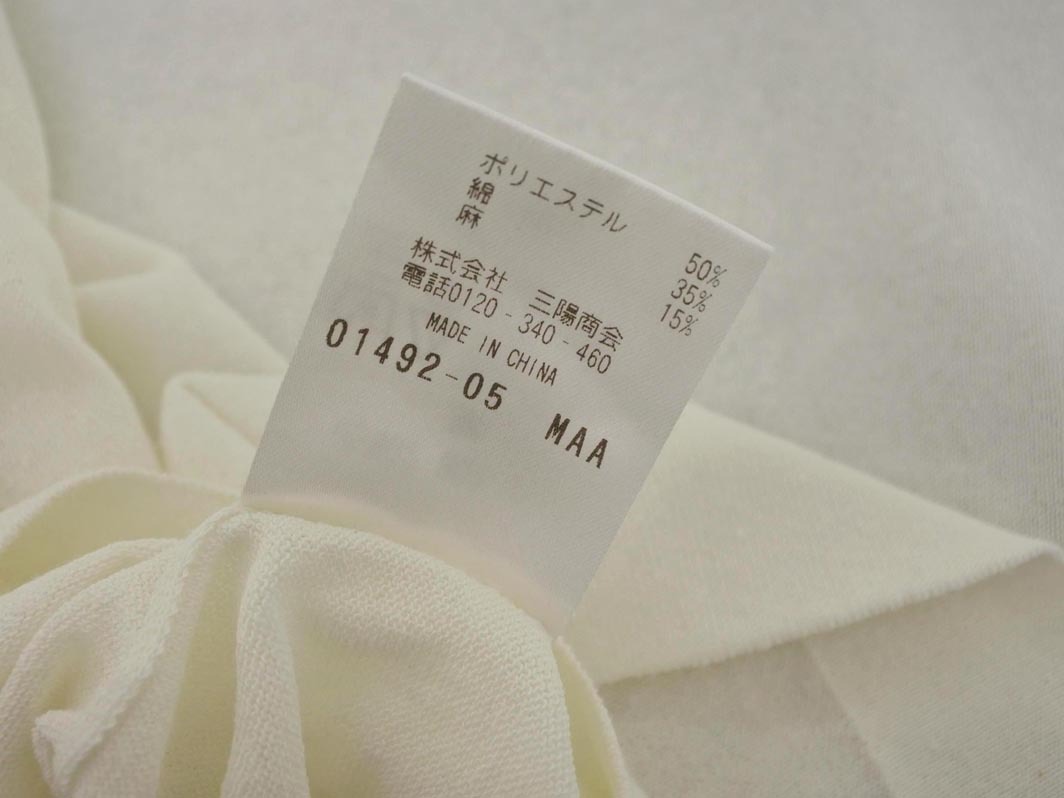 ポリエステル 50%
綿 35%
麻 15%
株式会社 三陽商会
電話0120-340-460
MADE IN CHINA
01492-05 MAA